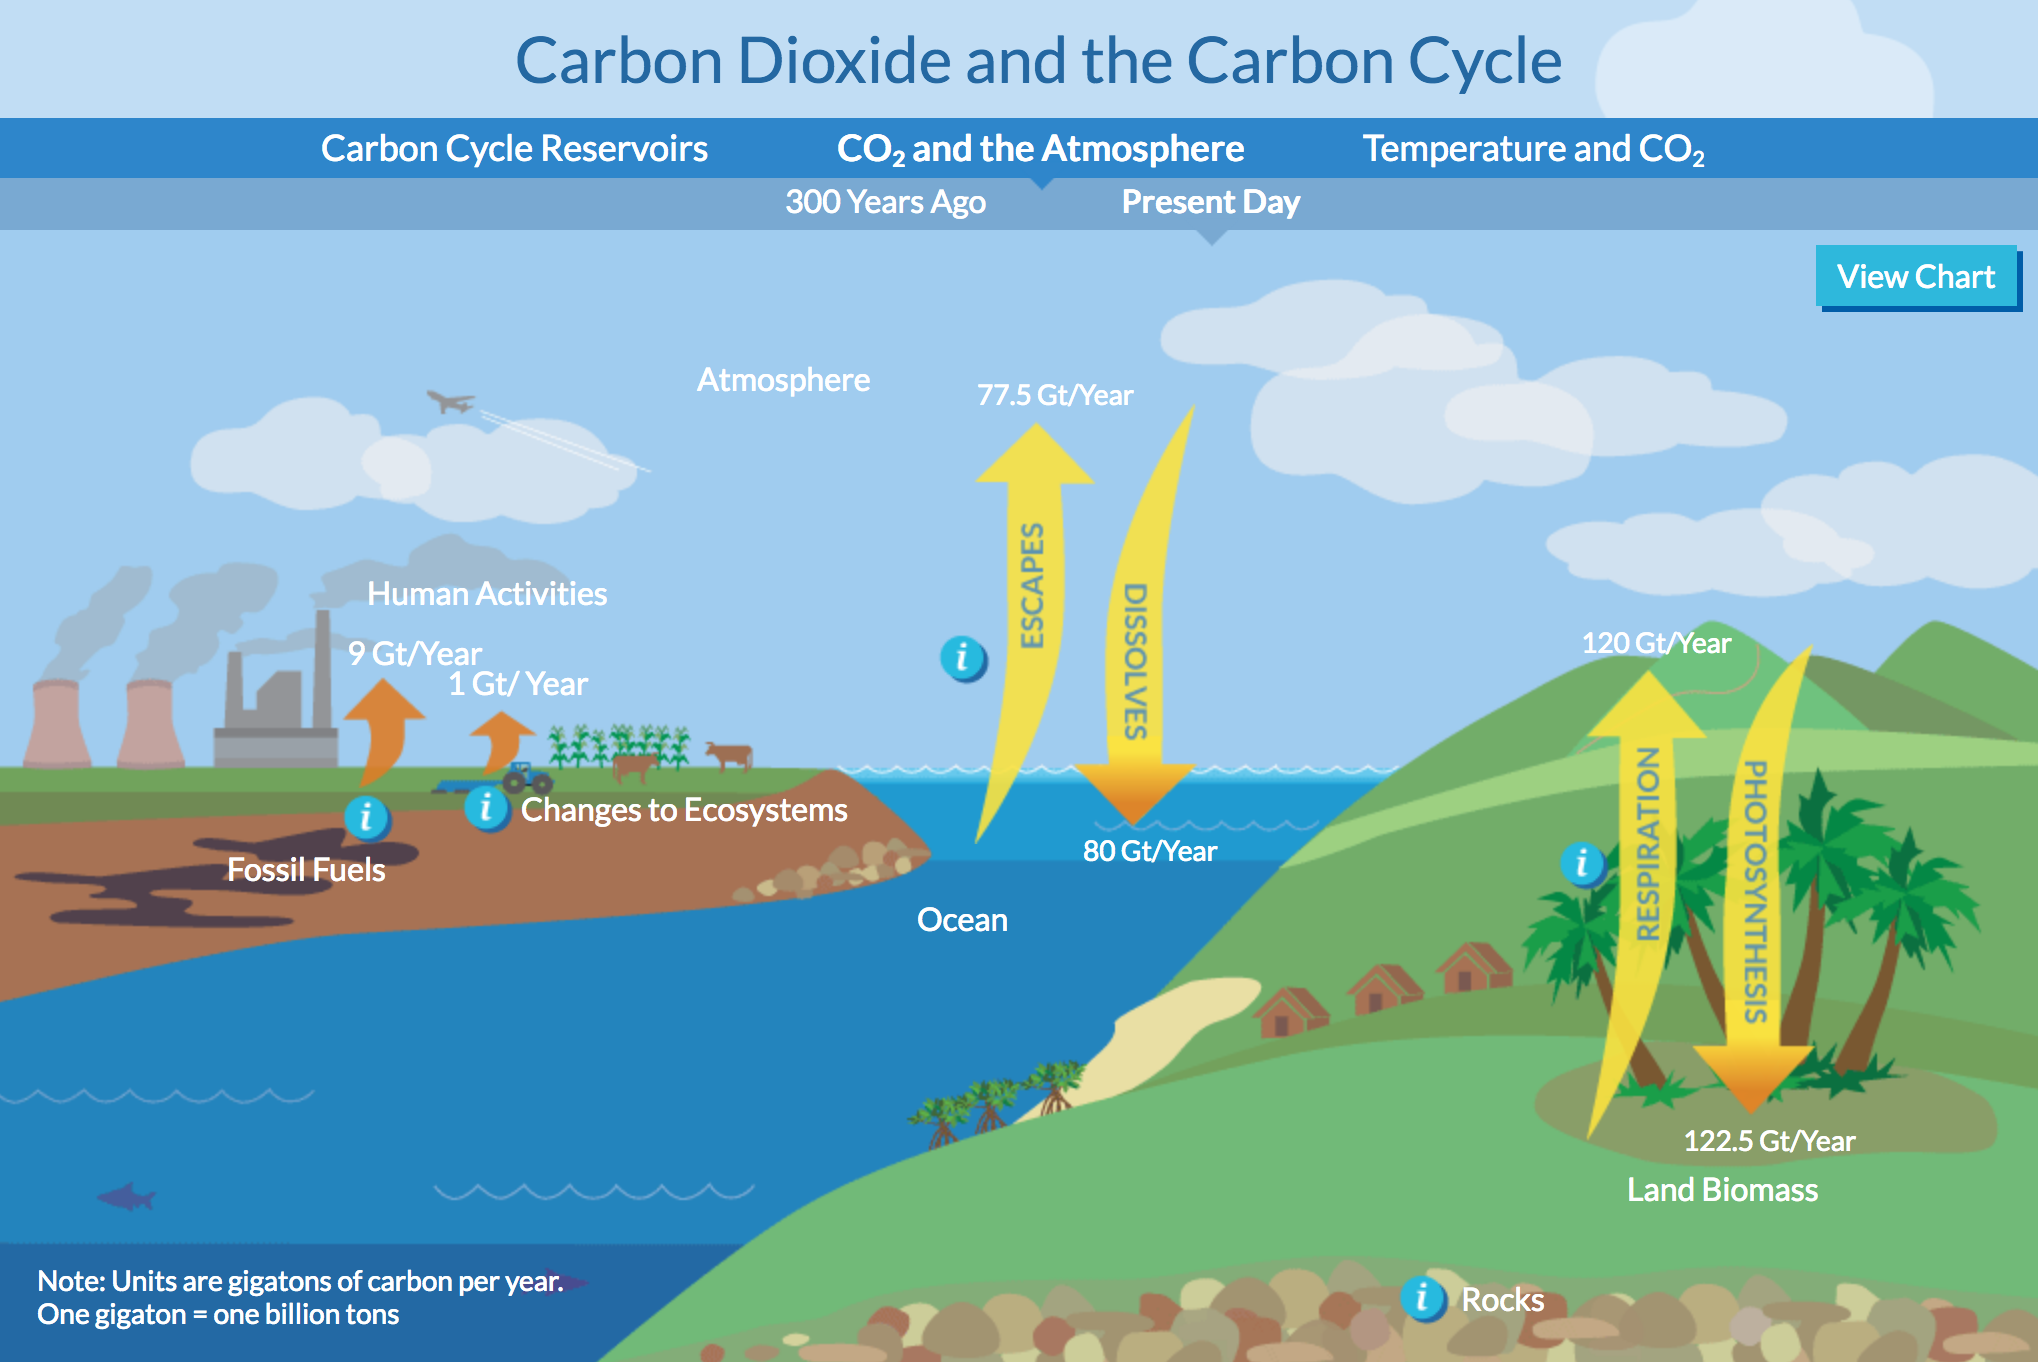 Carbon Dioxide and the Carbon Cycle
Carbon Cycle Reservoirs
CO₂ and the Atmosphere
Temperature and CO₂
300 Years Ago
Present Day
View Chart
Atmosphere
77.5 Gt/Year
ESCAPES
DISSOLVES
80 Gt/Year
Human Activities
9 Gt/Year
1 Gt/ Year
i
i
Changes to Ecosystems
Fossil Fuels
i
Ocean
120 Gt/Year
RESPIRATION
PHOTOSYNTHESIS
i
122.5 Gt/Year
Land Biomass
i
Rocks
Note: Units are gigatons of carbon per year.
One gigaton = one billion tons